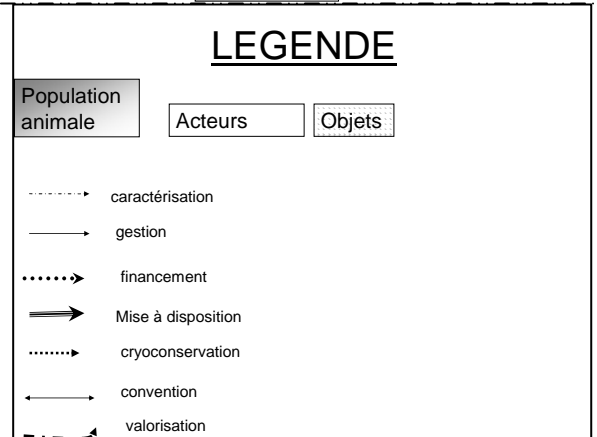 LEGENDE
Population
animale
Acteurs
Objets
caractérisation
gestion
financement
Mise à disposition
cryoconservation
convention
valorisation